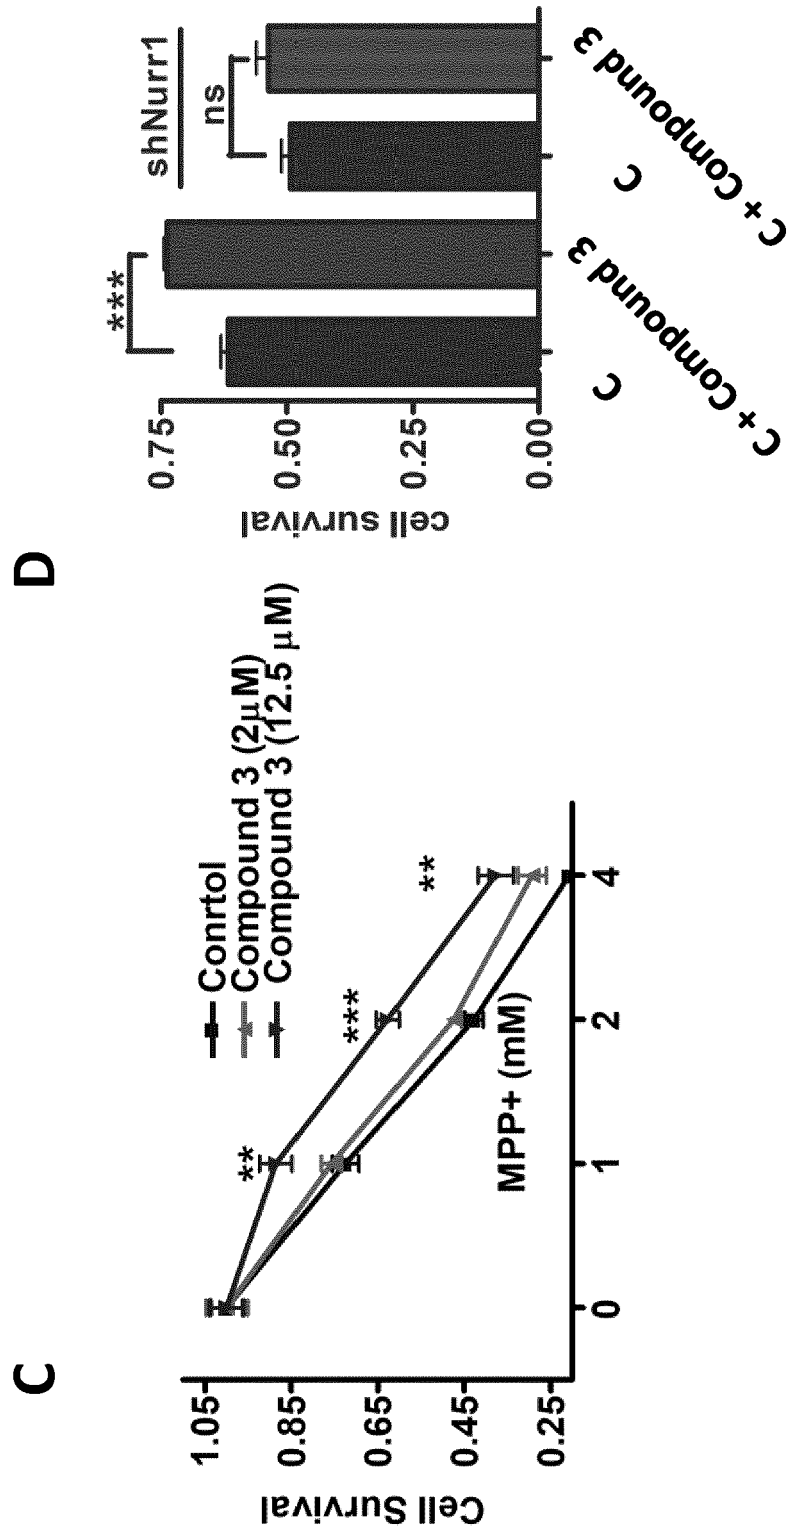 C
Cell Survival
1.05
0.85
0.65
0.45
0.25
0
1
2
4
MPP+ (mM)
**
***
**
Conrtol
Compound 3 (2μM)
Compound 3 (12.5 μM)
D
cell survival
0.75
0.50
0.25
0.00
***
ns
shNurr1
C
C+ Compound 3
C
C+ Compound 3